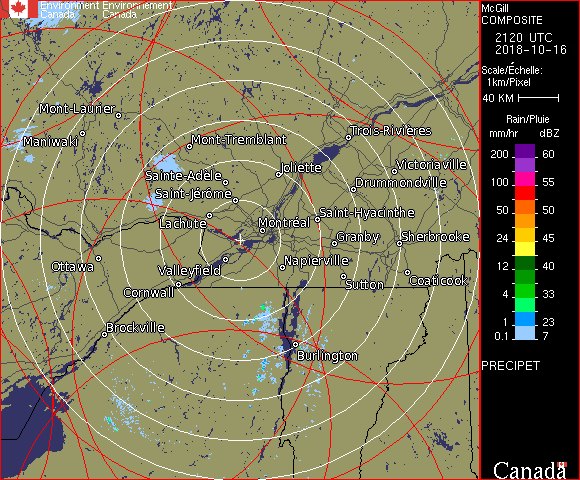 Environment Environnement
Canada Canada
McGill
COMPOSITE
2120 UTC
2018-10-16
Scale/Échelle:
1km/Pixel
40 KM
Rain/Pluie
mm/hr dBZ
200 60
155 
100 55
50 50
24 45
12 40
4 33
1 23
0.1 7
PRECIPET
Canada
Mont-Laurier
Maniwaki
Mont-Tremblant
Trois-Rivières
Sainte-Adèle
Joliette
Victoriaville
Saint-Jérôme
Drummondville
Lachute
Montréal
Saint-Hyacinthe
Granby
Sherbrooke
Ottawa
Valleyfield
Napierville
Cornwall
Sutton
Coaticook
Brockville
Burlington